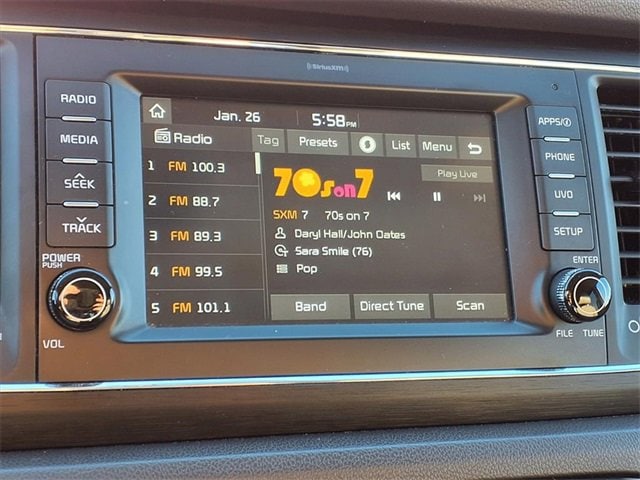 ((SiriusXM))
RADIO
MEDIA
SEEK
TRACK
POWER
PUSH
VOL
Jan. 26 5:58 PM
Radio Tag Presets List Menu
1 FM 100.3
2 FM 88.7
3 FM 89.3
4 FM 99.5
5 FM 101.1
70s on 7
Play Live
SXM 7 70s on 7
Daryl Hall/John Oates
Sara Smile (76)
Pop
Band Direct Tune Scan
APPS/i
PHONE
UVO
SETUP
ENTER
FILE TUNE